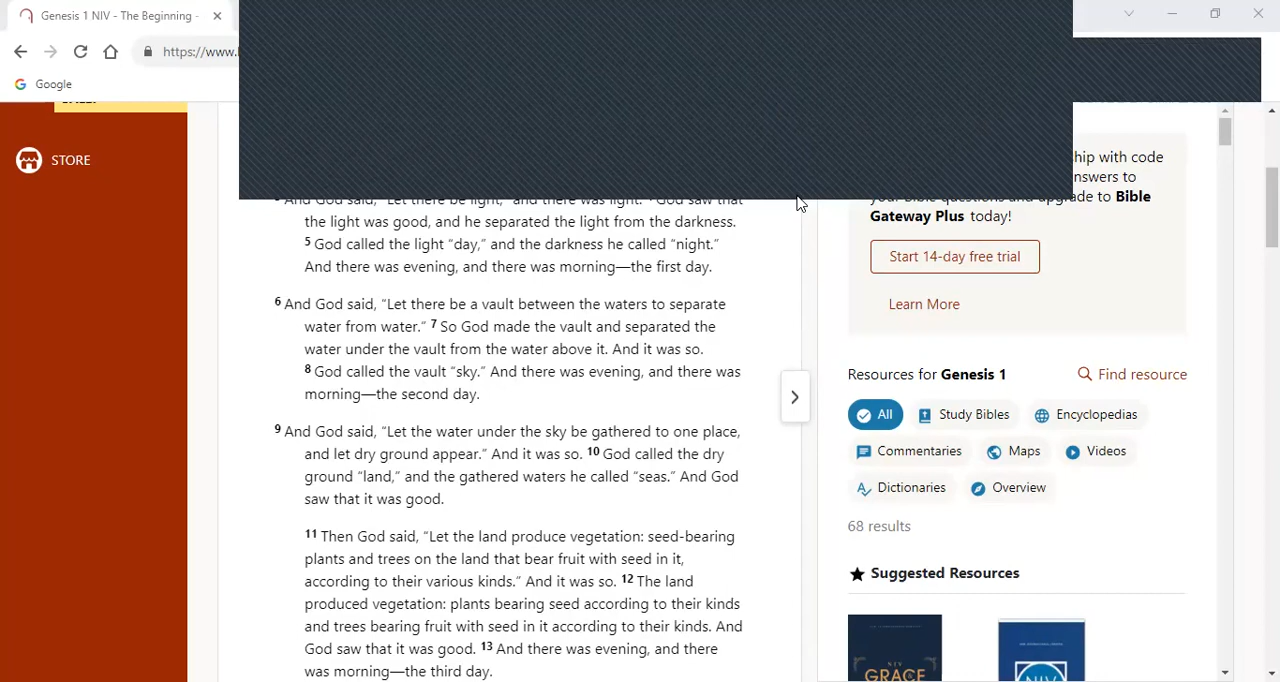 Genesis 1 NIV - The Beginning -
https://www.
Google
STORE
And God said, “Let there be light,” and there was light. God saw that
the light was good, and he separated the light from the darkness.
5 God called the light “day,” and the darkness he called “night.”
And there was evening, and there was morning—the first day.
6 And God said, “Let there be a vault between the waters to separate
water from water.” 7 So God made the vault and separated the
water under the vault from the water above it. And it was so.
8 God called the vault “sky.” And there was evening, and there was
morning—the second day.
9 And God said, “Let the water under the sky be gathered to one place,
and let dry ground appear.” And it was so. 10 God called the dry
ground “land,” and the gathered waters he called “seas.” And God
saw that it was good.
11 Then God said, “Let the land produce vegetation: seed-bearing
plants and trees on the land that bear fruit with seed in it,
according to their various kinds.” And it was so. 12 The land
produced vegetation: plants bearing seed according to their kinds
and trees bearing fruit with seed in it according to their kinds. And
God saw that it was good. 13 And there was evening, and there
was morning—the third day.
hip with code
nswers to
your Bible questions and upgrade to Bible
Gateway Plus today!
Start 14-day free trial
Learn More
Resources for Genesis 1
Find resource
All
Study Bibles
Encyclopedias
Commentaries
Maps
Videos
Dictionaries
Overview
68 results
Suggested Resources
NIV
GRACE
NIV